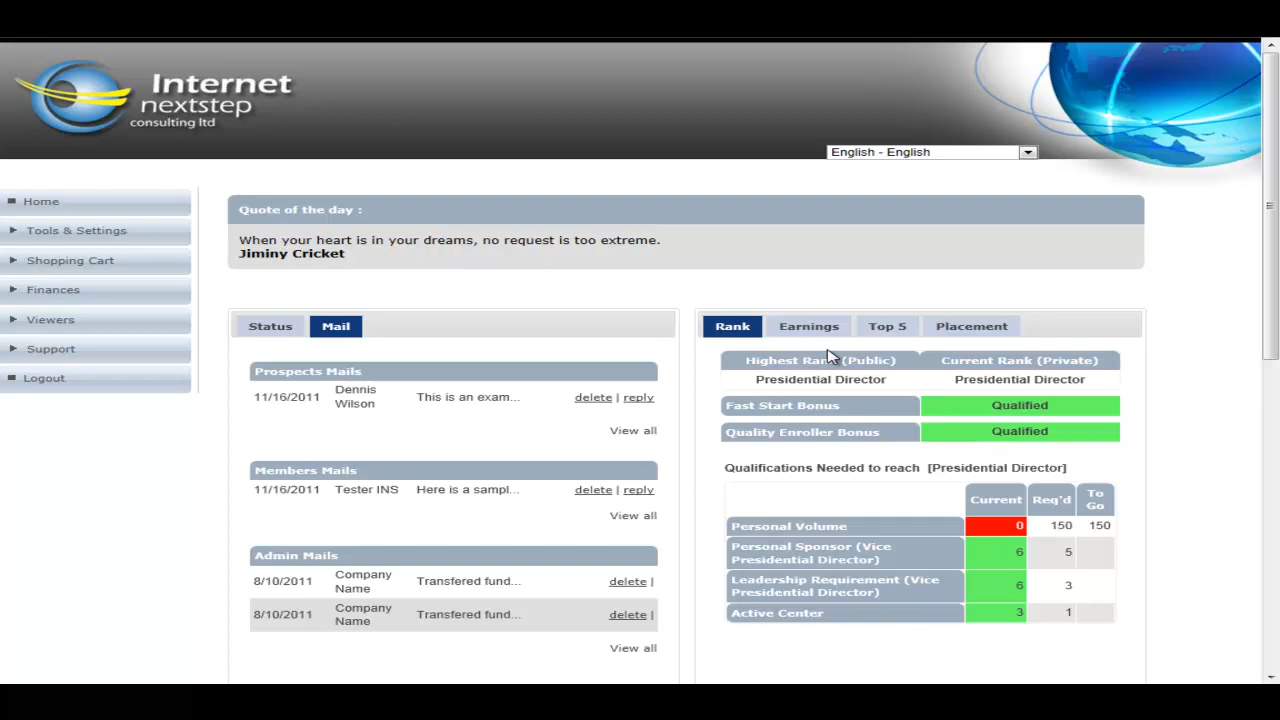 Internet
nextstep
consulting ltd
English - English
Home
Tools & Settings
Shopping Cart
Finances
Viewers
Support
Logout
Quote of the day :
When your heart is in your dreams, no request is too extreme.
Jiminy Cricket
Status Mail
Prospects Mails
11/16/2011 Dennis Wilson This is an exam... delete | reply
View all
Members Mails
11/16/2011 Tester INS Here is a sampl... delete | reply
View all
Admin Mails
8/10/2011 Company Name Transfered fund... delete |
8/10/2011 Company Name Transfered fund... delete |
View all
Rank Earnings Top 5 Placement
Highest Rank (Public) Current Rank (Private)
Presidential Director Presidential Director
Fast Start Bonus Qualified
Quality Enroller Bonus Qualified
Qualifications Needed to reach [Presidential Director]
Current Req'd To Go
Personal Volume 0 150 150
Personal Sponsor (Vice Presidential Director) 6 5
Leadership Requirement (Vice Presidential Director) 6 3
Active Center 3 1